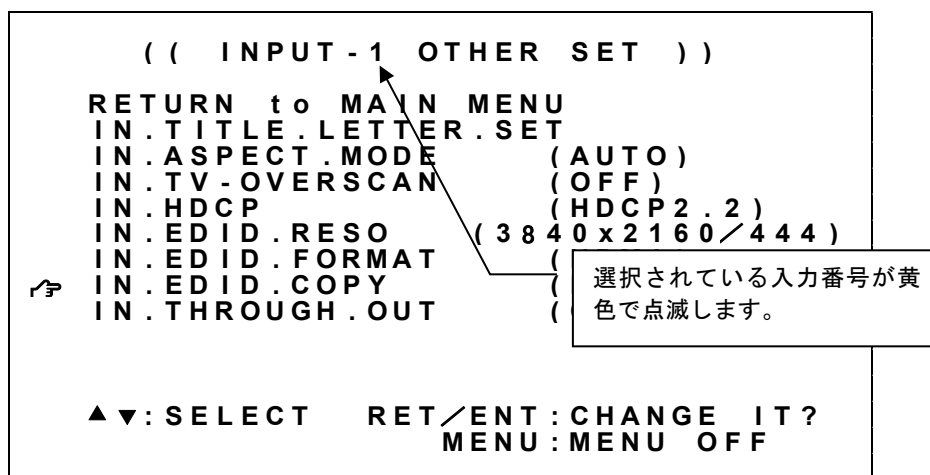 (( INPUT-1 OTHER SET ))
RETURN to MAIN MENU
IN.TITLE.LETTER.SET
IN.ASPECT.MODE (AUTO)
IN.TV-OVERSCAN (OFF)
IN.HDCP (HDCP2.2)
IN.EDID.RESO (3840x2160/444)
IN.EDID.FORMAT (
☞ IN.EDID.COPY (
IN.THROUGH.OUT (
選択されている入力番号が黄
色で点滅します。
▲▼:SELECT RET/ENT:CHANGE IT?
MENU:MENU OFF